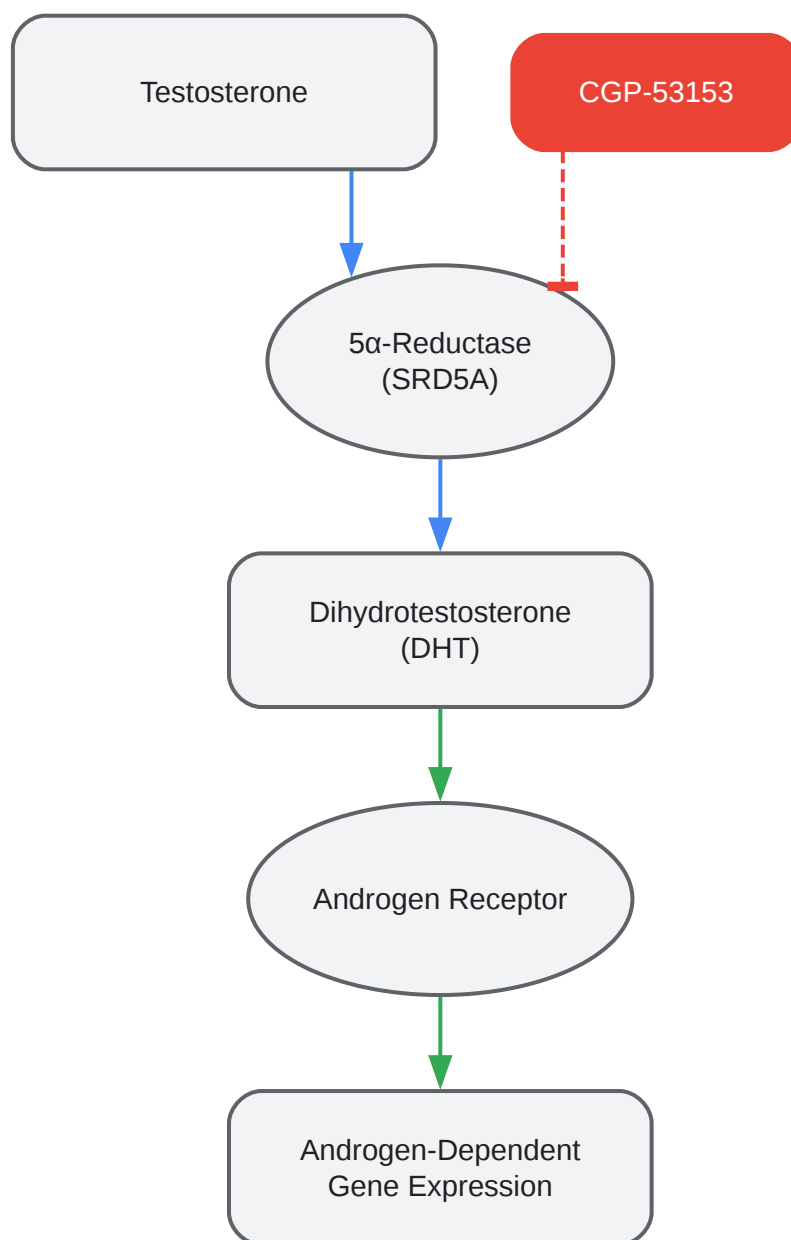 Testosterone
CGP-53153
5α-Reductase
(SRD5A)
Dihydrotestosterone
(DHT)
Androgen Receptor
Androgen-Dependent
Gene Expression